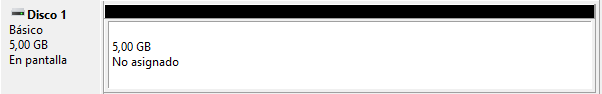 Disco 1
Básico
5,00 GB
En pantalla
5,00 GB
No asignado